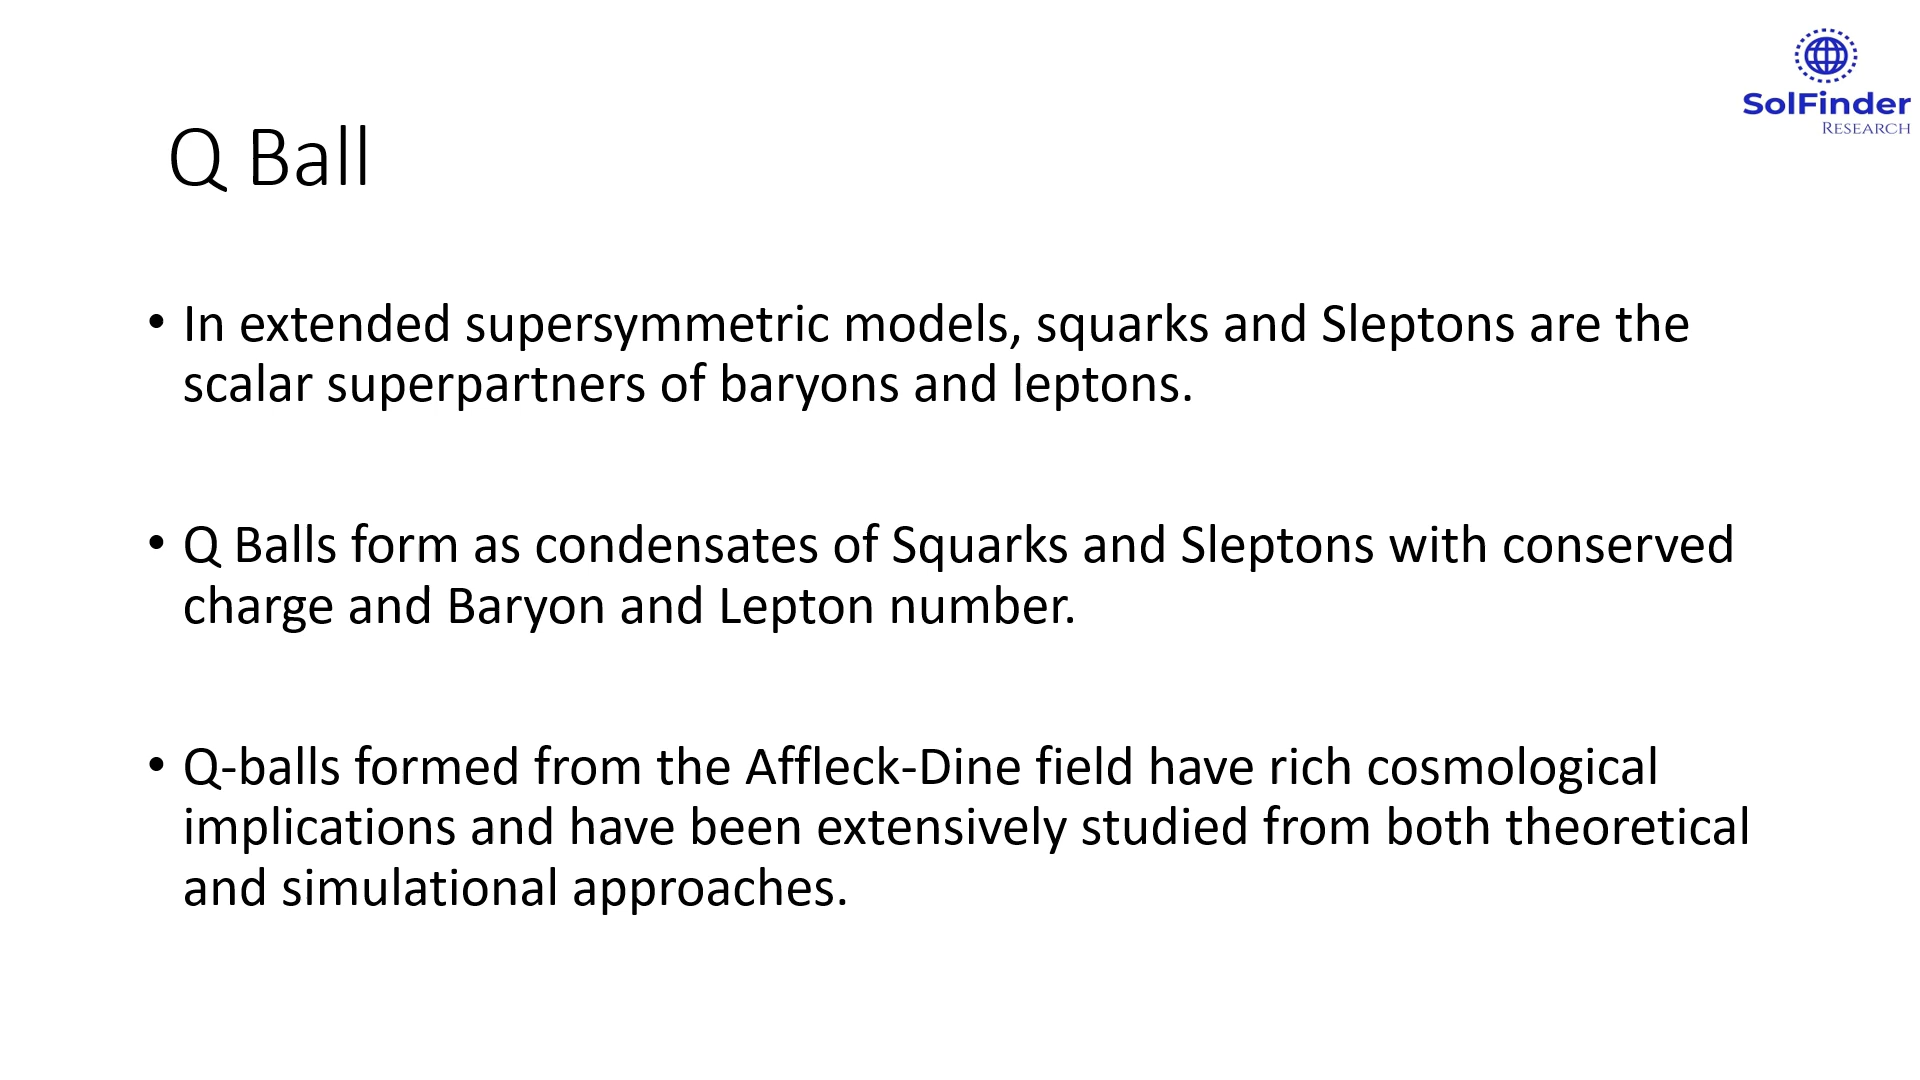 SolFinder
RESEARCH
Q Ball
• In extended supersymmetric models, squarks and Sleptons are the
scalar superpartners of baryons and leptons.
• Q Balls form as condensates of Squarks and Sleptons with conserved
charge and Baryon and Lepton number.
• Q-balls formed from the Affleck-Dine field have rich cosmological
implications and have been extensively studied from both theoretical
and simulational approaches.